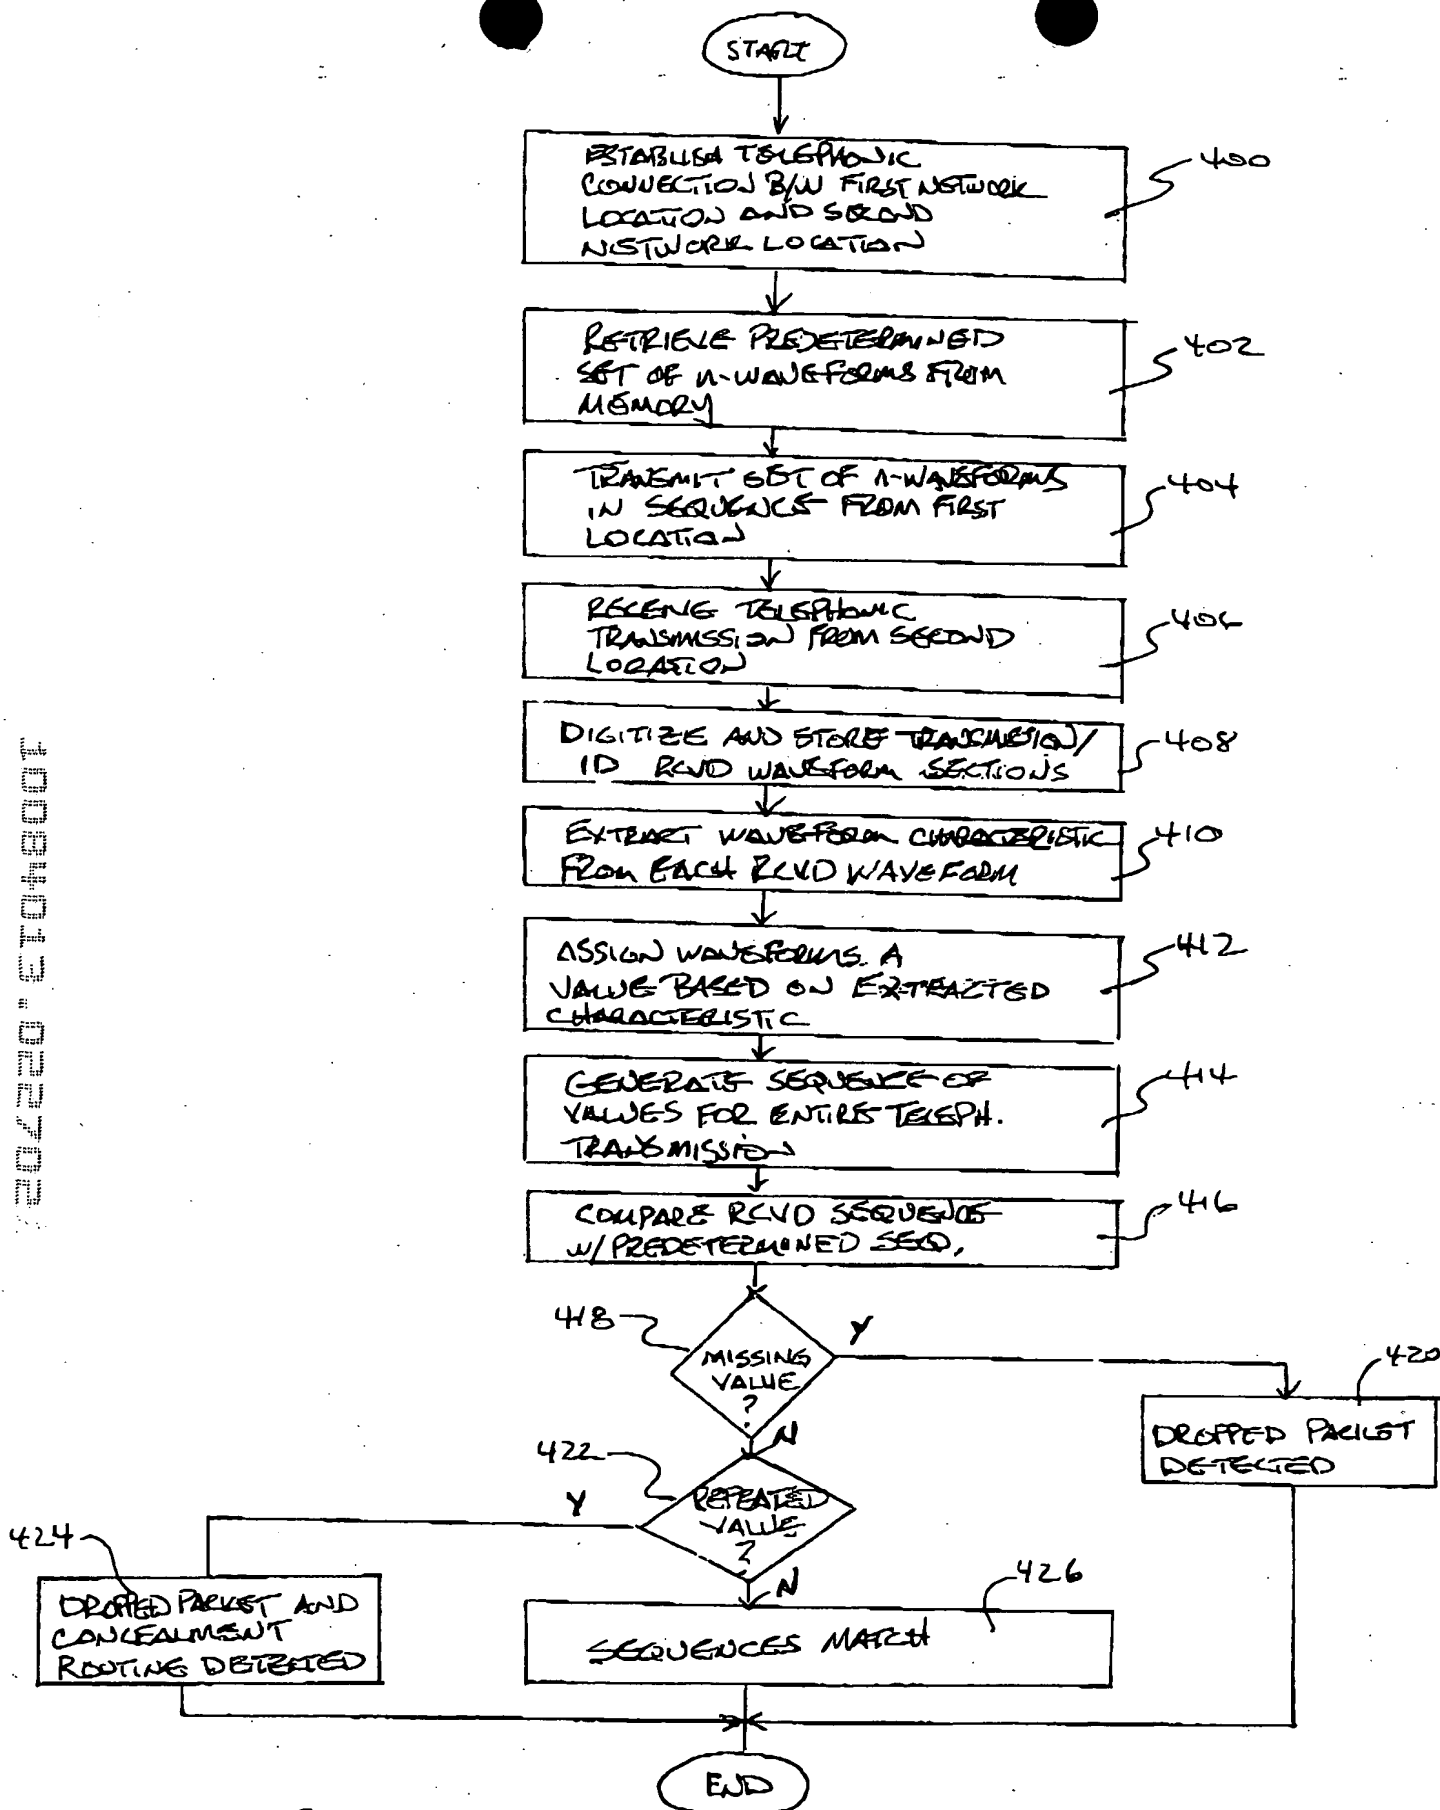 START
ESTABLISH TELEPHONIC
CONNECTION B/W FIRST NETWORK
LOCATION AND SECOND
NETWORK LOCATION
400
RETRIEVE PREDETERMINED
SET OF n-WAVEFORMS FROM
MEMORY
402
TRANSMIT SET OF n-WAVEFORMS
IN SEQUENCE FROM FIRST
LOCATION
404
RECEIVE TELEPHONIC
TRANSMISSION FROM SECOND
LOCATION
406
DIGITIZE AND STORE TRANSMISSION/
ID RCVD WAVEFORM SECTIONS
408
EXTRACT WAVEFORM CHARACTERISTIC
FROM EACH RCVD WAVEFORM
410
ASSIGN WAVEFORMS A
VALUE BASED ON EXTRACTED
CHARACTERISTIC
412
GENERATE SEQUENCE OF
VALUES FOR ENTIRE TELEPH.
TRANSMISSION
414
COMPARE RCVD SEQUENCE
W/PREDETERMINED SEQ.
416
418
MISSING
VALUE
?
Y
N
420
DROPPED PACKET
DETECTED
422
REPEATED
VALUE
?
Y
N
424
DROPPED PACKET AND
CONCEALMENT
ROUTING DETECTED
426
SEQUENCES MATCH
END
10084013.022702